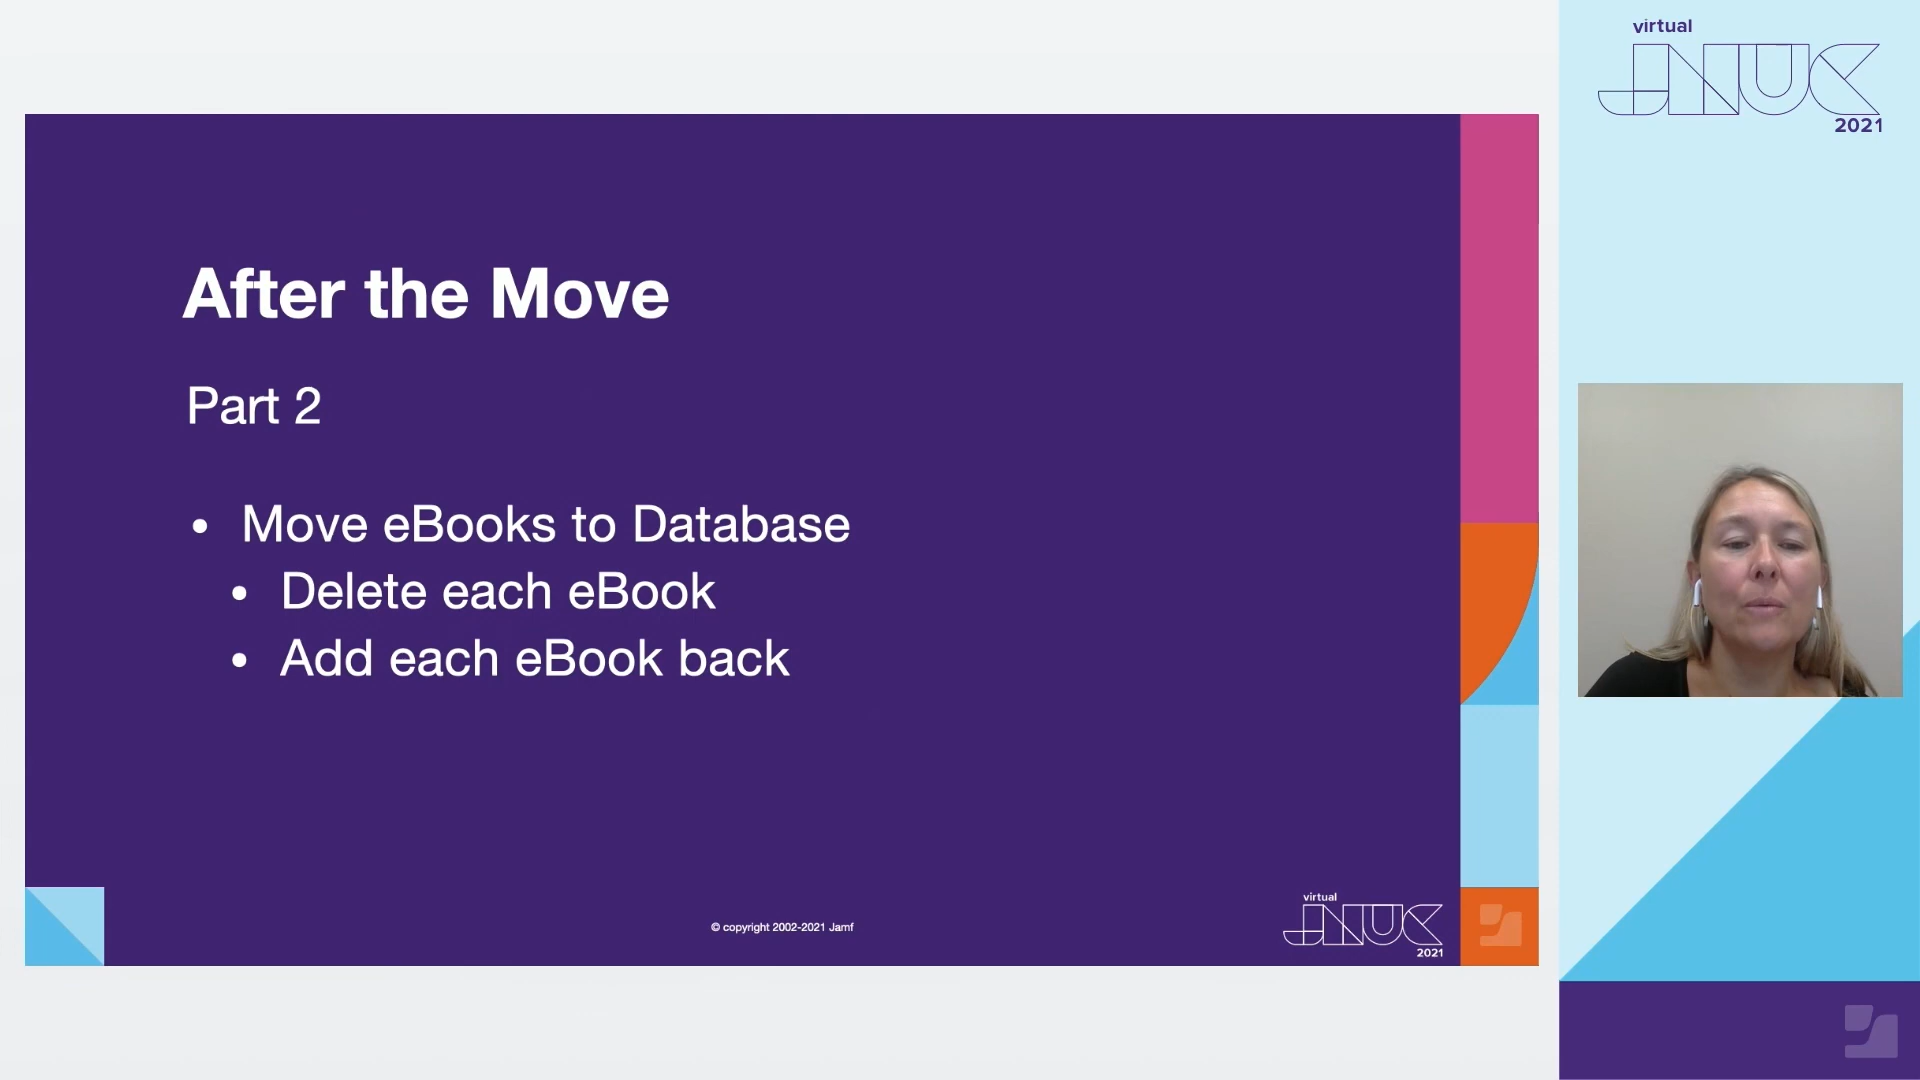 virtual
JNUC
2021
After the Move
Part 2
• Move eBooks to Database
• Delete each eBook
• Add each eBook back
© copyright 2002-2021 Jamf
virtual
JNUC
2021